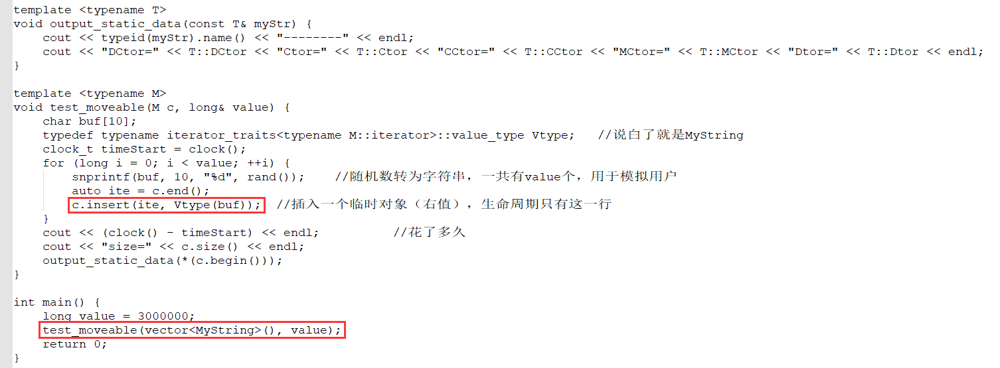 template <typename T>
void output_static_data(const T& myStr) {
    cout << typeid(myStr).name() << "--------" << endl;
    cout << "DCtor=" << T::DCtor << "Ctor=" << T::Ctor << "CCtor=" << T::CCtor << "MCtor=" << T::MCtor << "Dtor=" << T::Dtor << endl;
}
template <typename M>
void test_moveable(M c, long& value) {
    char buf[10];
    typedef typename iterator_traits<typename M::iterator>::value_type Vtype;   //说白了就是MyString
    clock_t timeStart = clock();
    for (long i = 0; i < value; ++i) {
        snprintf(buf, 10, "%d", rand());    //随机数转为字符串，一共有value个，用于模拟用户
        auto ite = c.end();
        c.insert(ite, Vtype(buf));  //插入一个临时对象（右值），生命周期只有这一行
    }
    cout << (clock() - timeStart) << endl;          //花了多久
    cout << "size=" << c.size() << endl;
    output_static_data(*(c.begin()));
}
int main() {
    long value = 3000000;
    test_moveable(vector<MyString>(), value);
    return 0;
}